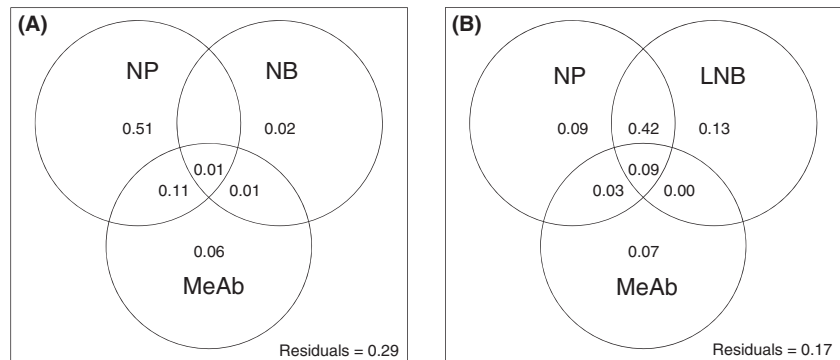 (A)
NP NB
0.51 0.02
0.01
0.11 0.01
0.06
MeAb
Residuals = 0.29
(B)
NP LNB
0.09 0.42 0.13
0.09
0.03 0.00
0.07
MeAb
Residuals = 0.17